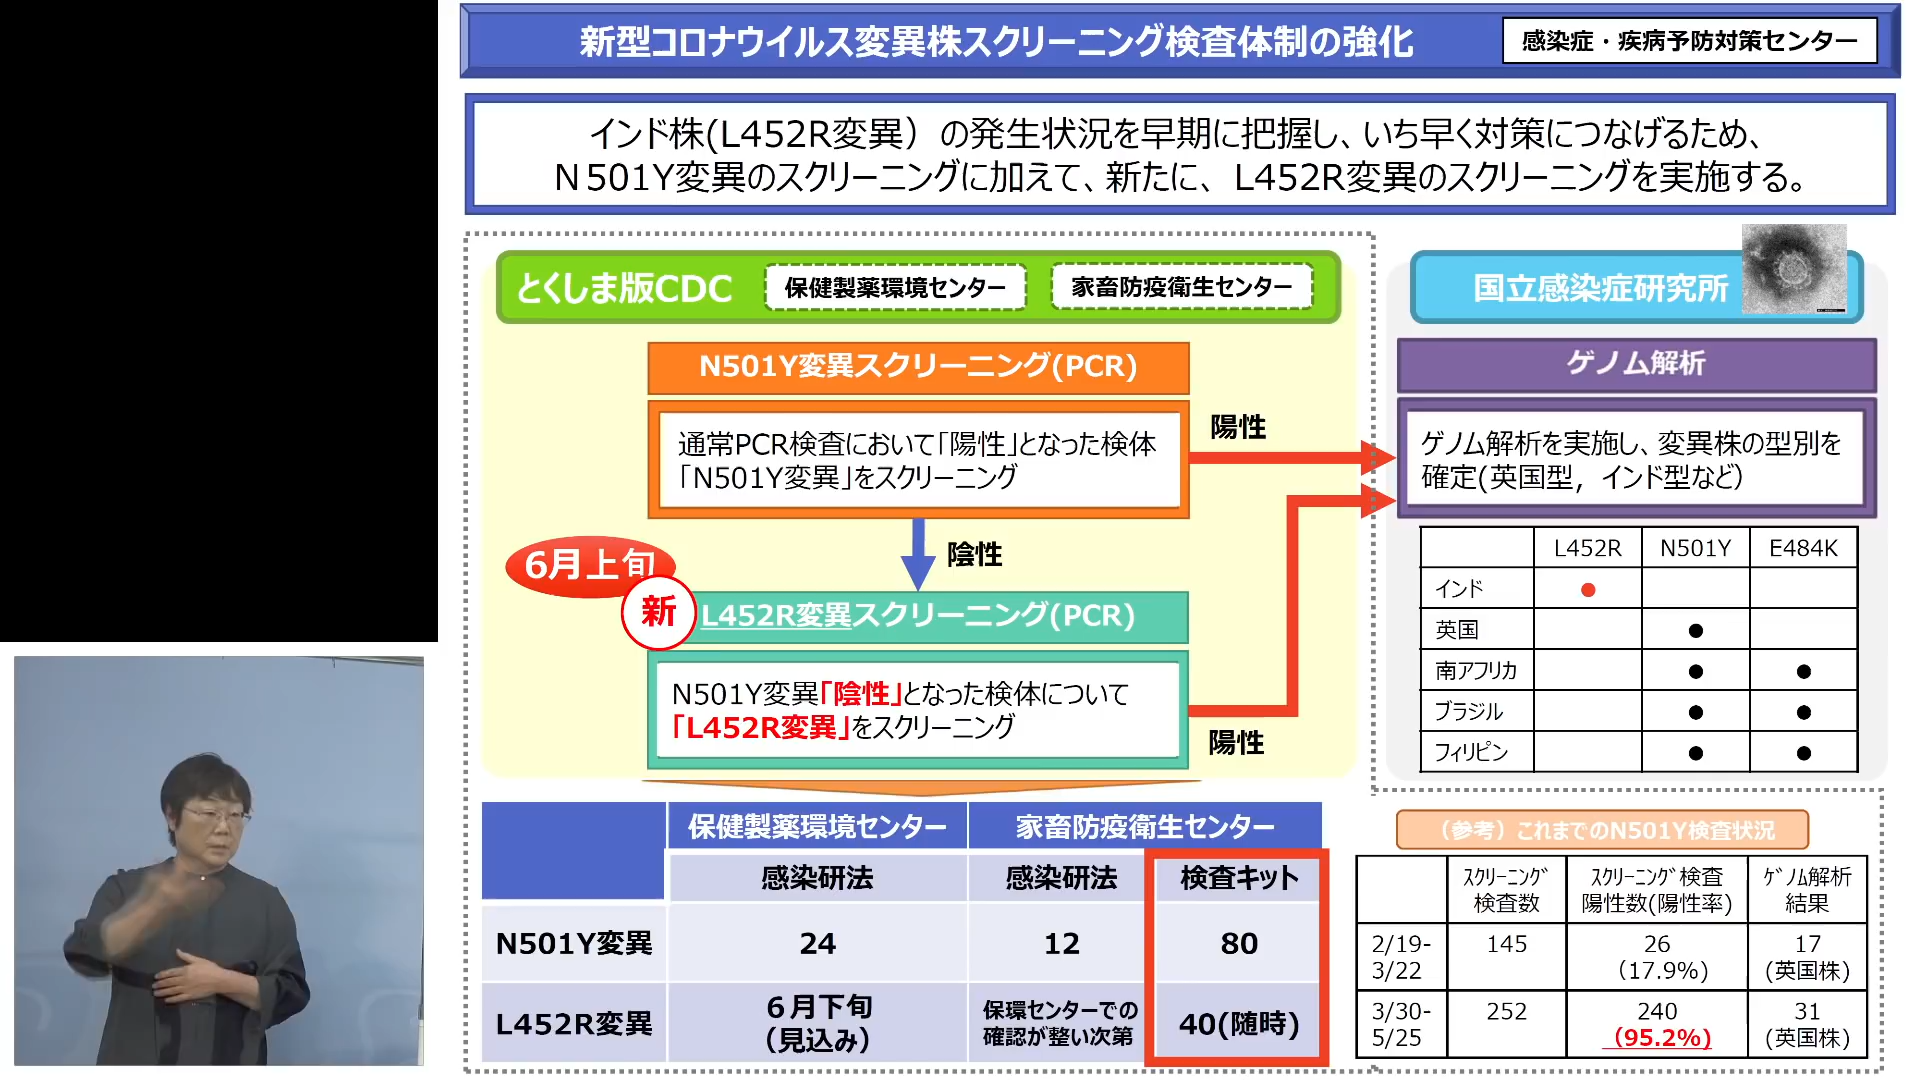 新型コロナウイルス変異株スクリーニング検査体制の強化
感染症・疾病予防対策センター
インド株(L452R変異）の発生状況を早期に把握し、いち早く対策につなげるため、
Ｎ501Y変異のスクリーニングに加えて、新たに、L452R変異のスクリーニングを実施する。
とくしま版CDC
保健製薬環境センター
家畜防疫衛生センター
国立感染症研究所
N501Y変異スクリーニング(PCR)
通常PCR検査において「陽性」となった検体
「N501Y変異」をスクリーニング
陽性
陰性
6月上旬
新
L452R変異スクリーニング(PCR)
N501Y変異「陰性」となった検体について
「L452R変異」をスクリーニング
陽性
ゲノム解析
ゲノム解析を実施し、変異株の型別を
確定(英国型，インド型など）
L452R N501Y E484K
インド ●
英国 ●
南アフリカ ● ●
ブラジル ● ●
フィリピン ● ●
保健製薬環境センター 家畜防疫衛生センター
感染研法 感染研法 検査キット
N501Y変異 24 12 80
L452R変異
６月下旬
（見込み）
保環センターでの
確認が整い次第
40(随時)
（参考）これまでのN501Y検査状況
ｽｸﾘｰﾆﾝｸﾞ
検査数
ｽｸﾘｰﾆﾝｸﾞ検査
陽性数(陽性率)
ｹﾞﾉﾑ解析
結果
2/19-
3/22
145
26
（17.9%）
17
(英国株)
3/30-
5/25
252
240
（95.2%）
31
(英国株)